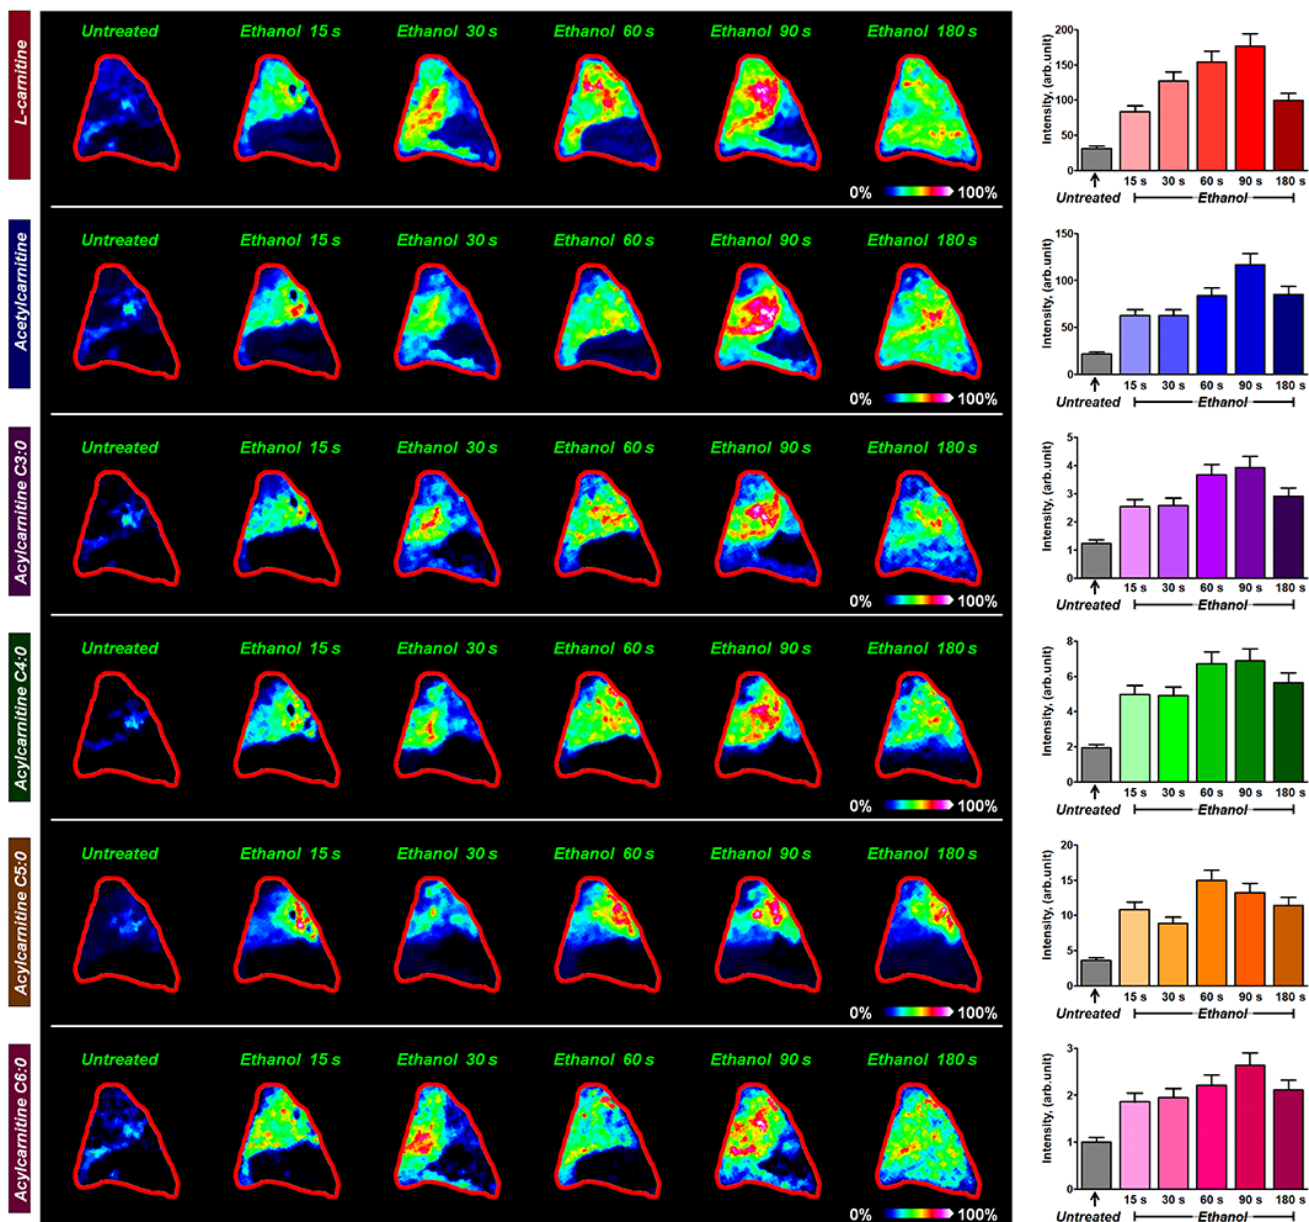 L-carnitine
Untreated Ethanol 15 s Ethanol 30 s Ethanol 60 s Ethanol 90 s Ethanol 180 s
0% 100%
Intensity, (arb.unit)
200
150
100
50
0
15 s 30 s 60 s 90 s 180 s
Untreated Ethanol
Acetylcarnitine
Untreated Ethanol 15 s Ethanol 30 s Ethanol 60 s Ethanol 90 s Ethanol 180 s
0% 100%
Intensity, (arb.unit)
150
100
50
0
15 s 30 s 60 s 90 s 180 s
Untreated Ethanol
Acylcarnitine C3:0
Untreated Ethanol 15 s Ethanol 30 s Ethanol 60 s Ethanol 90 s Ethanol 180 s
0% 100%
Intensity, (arb.unit)
5
4
3
2
1
0
15 s 30 s 60 s 90 s 180 s
Untreated Ethanol
Acylcarnitine C4:0
Untreated Ethanol 15 s Ethanol 30 s Ethanol 60 s Ethanol 90 s Ethanol 180 s
0% 100%
Intensity, (arb.unit)
8
6
4
2
0
15 s 30 s 60 s 90 s 180 s
Untreated Ethanol
Acylcarnitine C5:0
Untreated Ethanol 15 s Ethanol 30 s Ethanol 60 s Ethanol 90 s Ethanol 180 s
0% 100%
Intensity, (arb.unit)
20
15
10
5
0
15 s 30 s 60 s 90 s 180 s
Untreated Ethanol
Acylcarnitine C6:0
Untreated Ethanol 15 s Ethanol 30 s Ethanol 60 s Ethanol 90 s Ethanol 180 s
0% 100%
Intensity, (arb.unit)
3
2
1
0
15 s 30 s 60 s 90 s 180 s
Untreated Ethanol